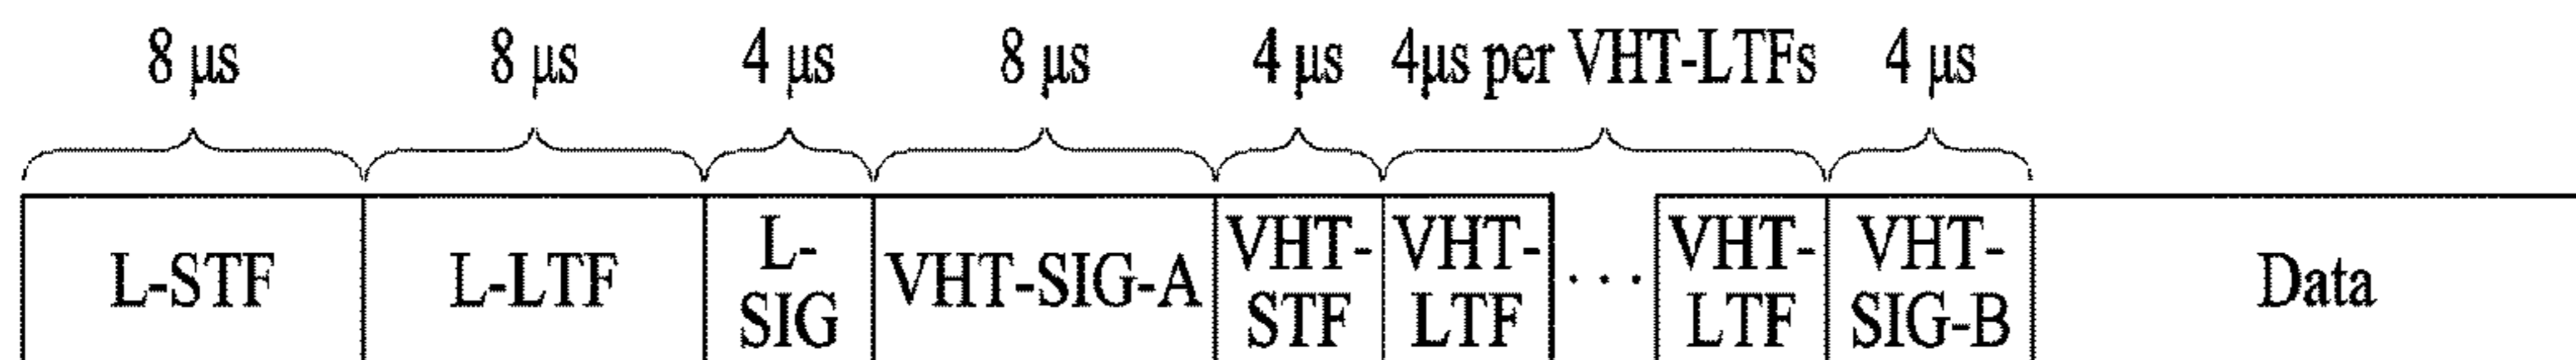 8 μs 8 μs 4 μs 8 μs 4 μs 4μs per VHT-LTFs 4 μs
L-STF L-LTF L-SIG VHT-SIG-A VHT-STF VHT-LTF ... VHT-LTF VHT-SIG-B Data